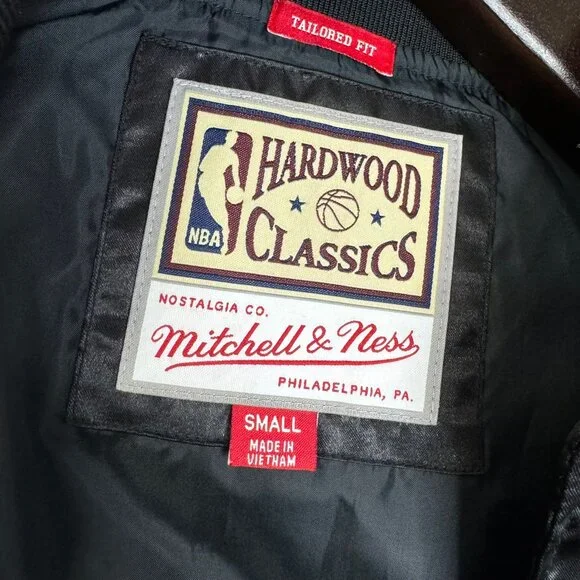 TAILORED FIT
HARDWOOD
CLASSICS
NBA
NOSTALGIA CO.
Mitchell & Ness
PHILADELPHIA, PA.
SMALL
MADE IN
VIETNAM